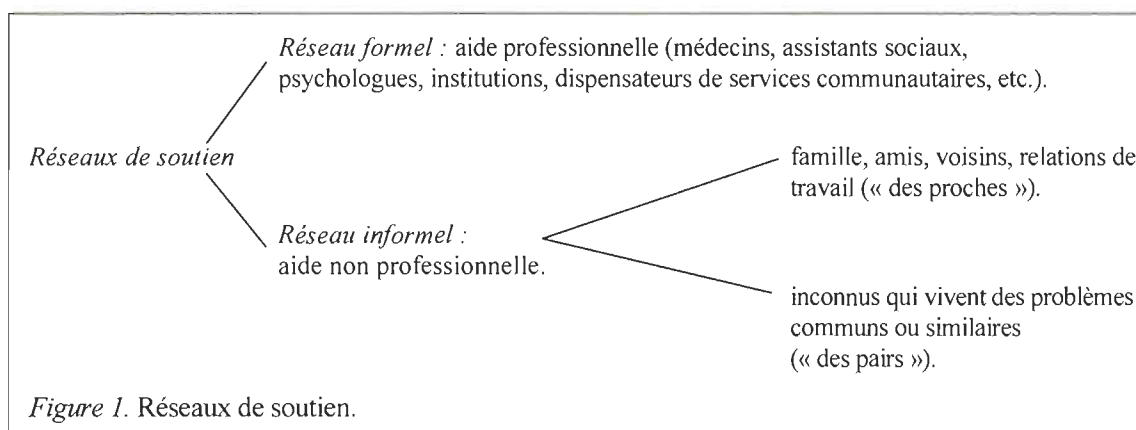 Réseau formel : aide professionnelle (médecins, assistants sociaux,
psychologues, institutions, dispensateurs de services communautaires, etc.).
Réseaux de soutien
famille, amis, voisins, relations de
travail (« des proches »).
Réseau informel :
aide non professionnelle.
inconnus qui vivent des problèmes
communs ou similaires
(« des pairs »).
Figure 1. Réseaux de soutien.